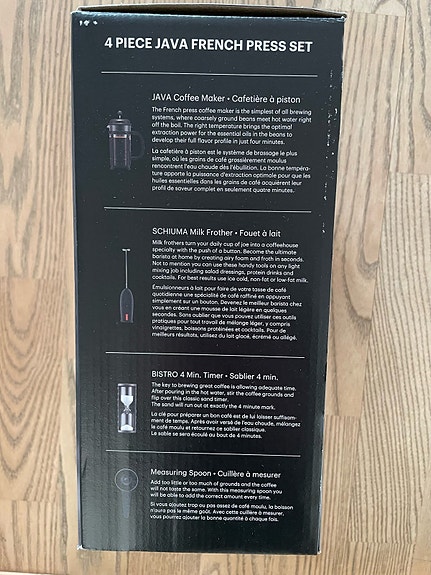 4 PIECE JAVA FRENCH PRESS SET
JAVA Coffee Maker • Cafetière à piston
The French press coffee maker is the simplest of all brewing
systems, where coarsely ground beans meet hot water right
off the boil. The right temperature brings the optimal
extraction power for the essential oils in the beans to
develop their full flavor profile in just four minutes.
La cafetière à piston est le système de brassage le plus
simple, où les grains de café grossièrement moulus
rencontrent l'eau chaude dès l'ébullition. La bonne tempéra-
ture apporte la puissance d'extraction optimale pour que les
huiles essentielles dans les grains de café acquièrent leur
profil de saveur complet en seulement quatre minutes.
SCHIUMA Milk Frother • Fouet à lait
Milk frothers turn your daily cup of joe into a coffeehouse
specialty with the push of a button. Become the ultimate
barista at home by creating airy foam and froth in seconds.
Not to mention you can use these handy tools on any light
mixing job including salad dressings, protein drinks and
cocktails. For best results use ice cold, non-fat or low-fat milk.
Émulsionneurs à lait pour faire de votre tasse de café
quotidienne une spécialité de café raffiné en appuyant
simplement sur un bouton. Devenez le barista chez
vous en créant une mousse de lait légère en quelques
secondes. Sans oublier que vous pouvez utiliser ces outils
pratiques pour tout travail de mélange léger, y compris
vinaigrettes, boissons protéinées et cocktails. Pour de
meilleurs résultats, utilisez du lait glacé, écrémé ou allégé.
BISTRO 4 Min. Timer • Sablier 4 min.
The key to brewing great coffee is allowing adequate time.
After pouring in the hot water, stir the coffee grounds and
flip over this classic sand timer.
The sand will run out at exactly the 4 minute mark.
La clé pour préparer un bon café est de lui laisser suffisam-
ment de temps. Après avoir versé de l'eau chaude, mélangez
le café moulu et retournez ce sablier classique.
Le sable se sera écoulé au bout de 4 minutes.
Measuring Spoon • Cuillère à mesurer
Add too little or too much of grounds and the coffee
will not taste the same. With this measuring spoon you
will be able to add the correct amount every time.
Si vous ajoutez trop ou pas assez de café moulu, la boisson
n'aura pas le même goût. Avec cette cuillère à mesurer,
vous pourrez ajouter la bonne quantité à chaque fois.